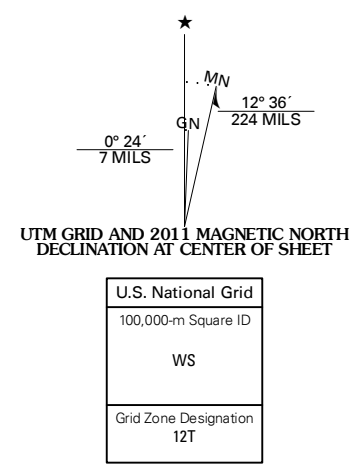 ★
MN
GN
12° 36´
224 MILS
0° 24´
7 MILS
UTM GRID AND 2011 MAGNETIC NORTH
DECLINATION AT CENTER OF SHEET
U.S. National Grid
100,000-m Square ID
WS
Grid Zone Designation
12T